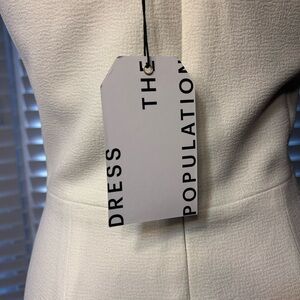 DRESS
THE
POPULATION